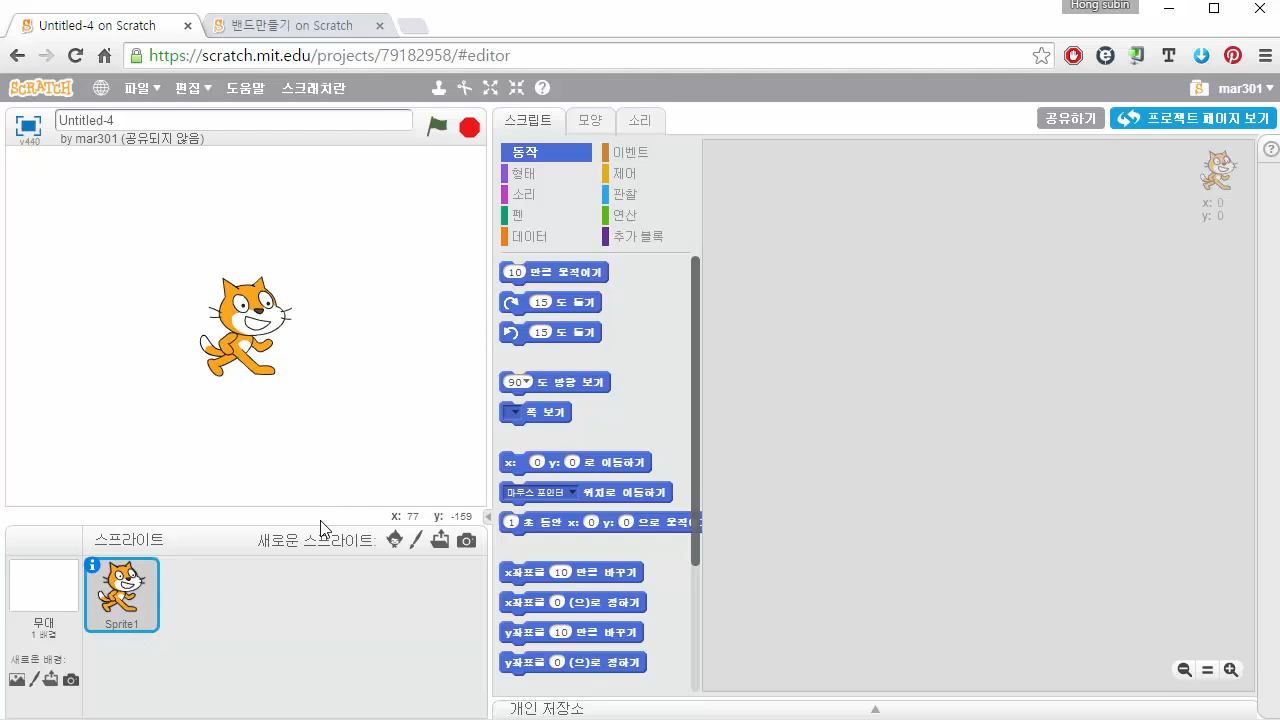 Hong subin
Untitled-4 on Scratch
밴드만들기 on Scratch
https://scratch.mit.edu/projects/79182958/#editor
SCRATCH
파일
편집
도움말
스크래치란
mar301
v440
Untitled-4
by mar301 (공유되지 않음)
스크립트
모양
소리
공유하기
프로젝트 페이지 보기
동작
이벤트
형태
제어
소리
관찰
펜
연산
데이터
추가 블록
x: 0
y: 0
10 만큼 움직이기
15 도 돌기
15 도 돌기
90 도 방향 보기
쪽 보기
x: 0 y: 0 로 이동하기
마우스 포인터 위치로 이동하기
1 초 동안 x: 0 y: 0 으로 움직이
x좌표를 10 만큼 바꾸기
x좌표를 0 (으)로 정하기
y좌표를 10 만큼 바꾸기
y좌표를 0 (으)로 정하기
x: 77 y: -159
스프라이트
새로운 스프라이트:
Sprite1
무대
1 배경
새로운 배경:
개인 저장소